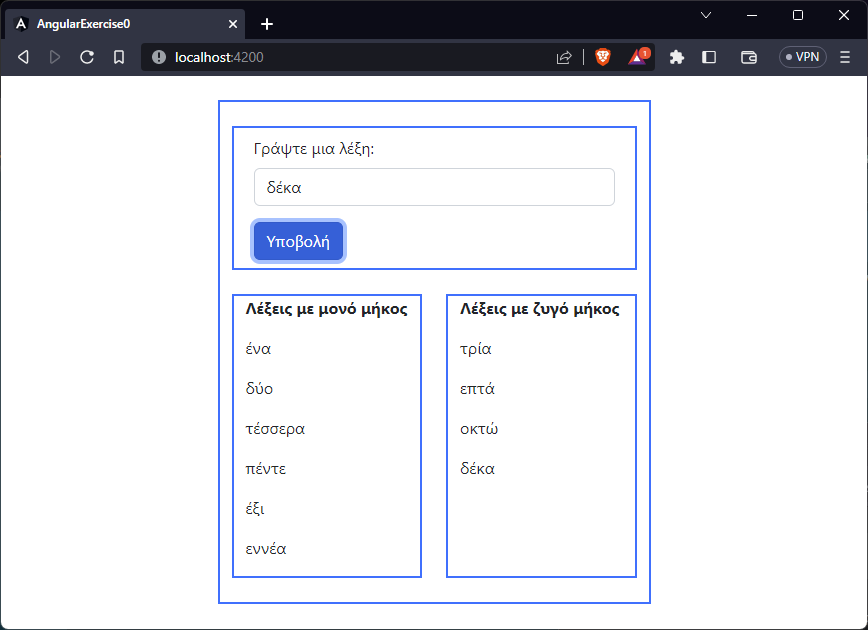 AngularExercise0
localhost:4200
1
VPN
Γράψτε μια λέξη:
δέκα
Υποβολή
Λέξεις με μονό μήκος
ένα
δύο
τέσσερα
πέντε
έξι
εννέα
Λέξεις με ζυγό μήκος
τρία
επτά
οκτώ
δέκα